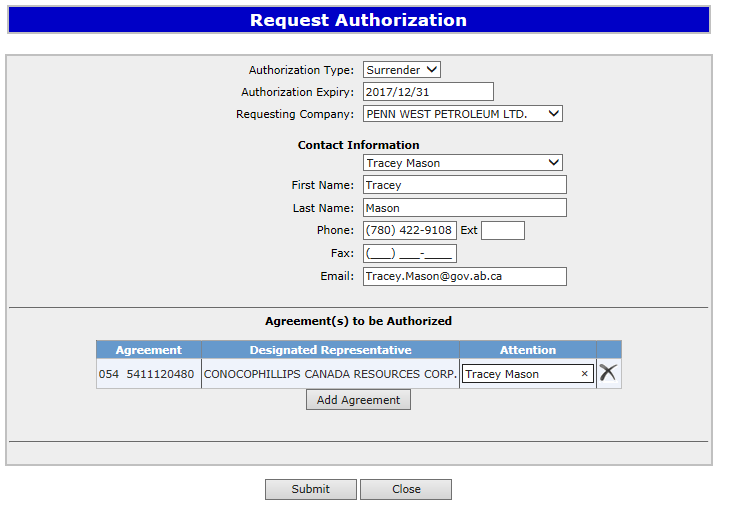 Request Authorization
Authorization Type: Surrender
Authorization Expiry: 2017/12/31
Requesting Company: PENN WEST PETROLEUM LTD.
Contact Information
Tracey Mason
First Name: Tracey
Last Name: Mason
Phone: (780) 422-9108 Ext
Fax: (___) ___-____
Email: Tracey.Mason@gov.ab.ca
Agreement(s) to be Authorized
Agreement Designated Representative Attention
054 5411120480 CONOCOPHILLIPS CANADA RESOURCES CORP. Tracey Mason ×
Add Agreement
Submit Close